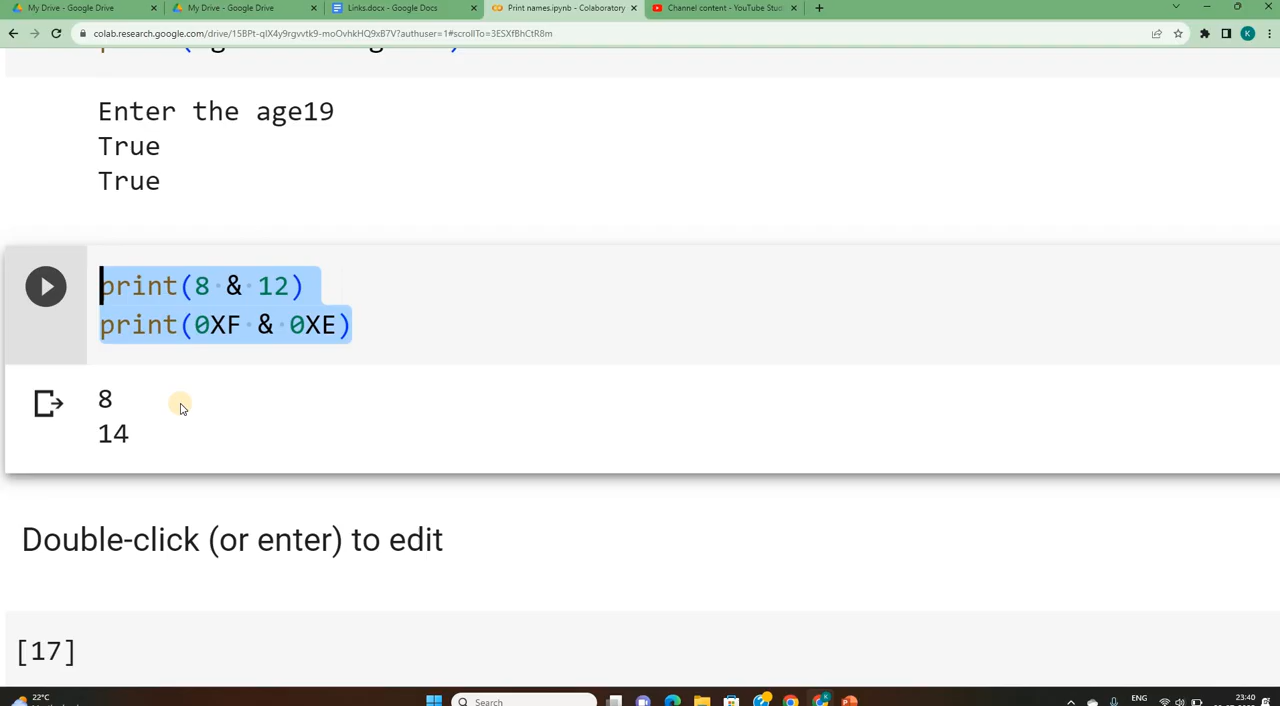 My Drive - Google Drive
My Drive - Google Drive
Links.docx - Google Docs
Print names.ipynb - Colaboratory
Channel content - YouTube Stud
colab.research.google.com/drive/15BPt-qIX4y9rgvvtk9-moOvhkHQ9xB7V?authuser=1#scrollTo=3ESXfBhCtR8m
K
Enter the age19
True
True
print(8 & 12)
print(0XF & 0XE)
8
14
Double-click (or enter) to edit
[17]
22°C
Search
ENG
23:40